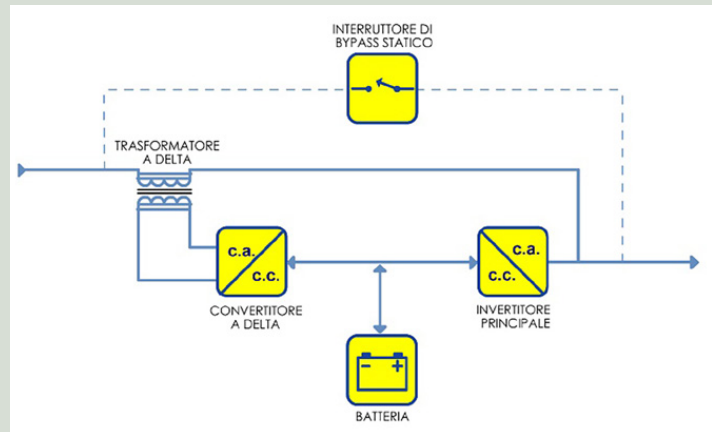 INTERRUTTORE DI
BYPASS STATICO
TRASFORMATORE
A DELTA
c.a.
c.c.
CONVERTITORE
A DELTA
c.a.
c.c.
INVERTITORE
PRINCIPALE
- +
BATTERIA